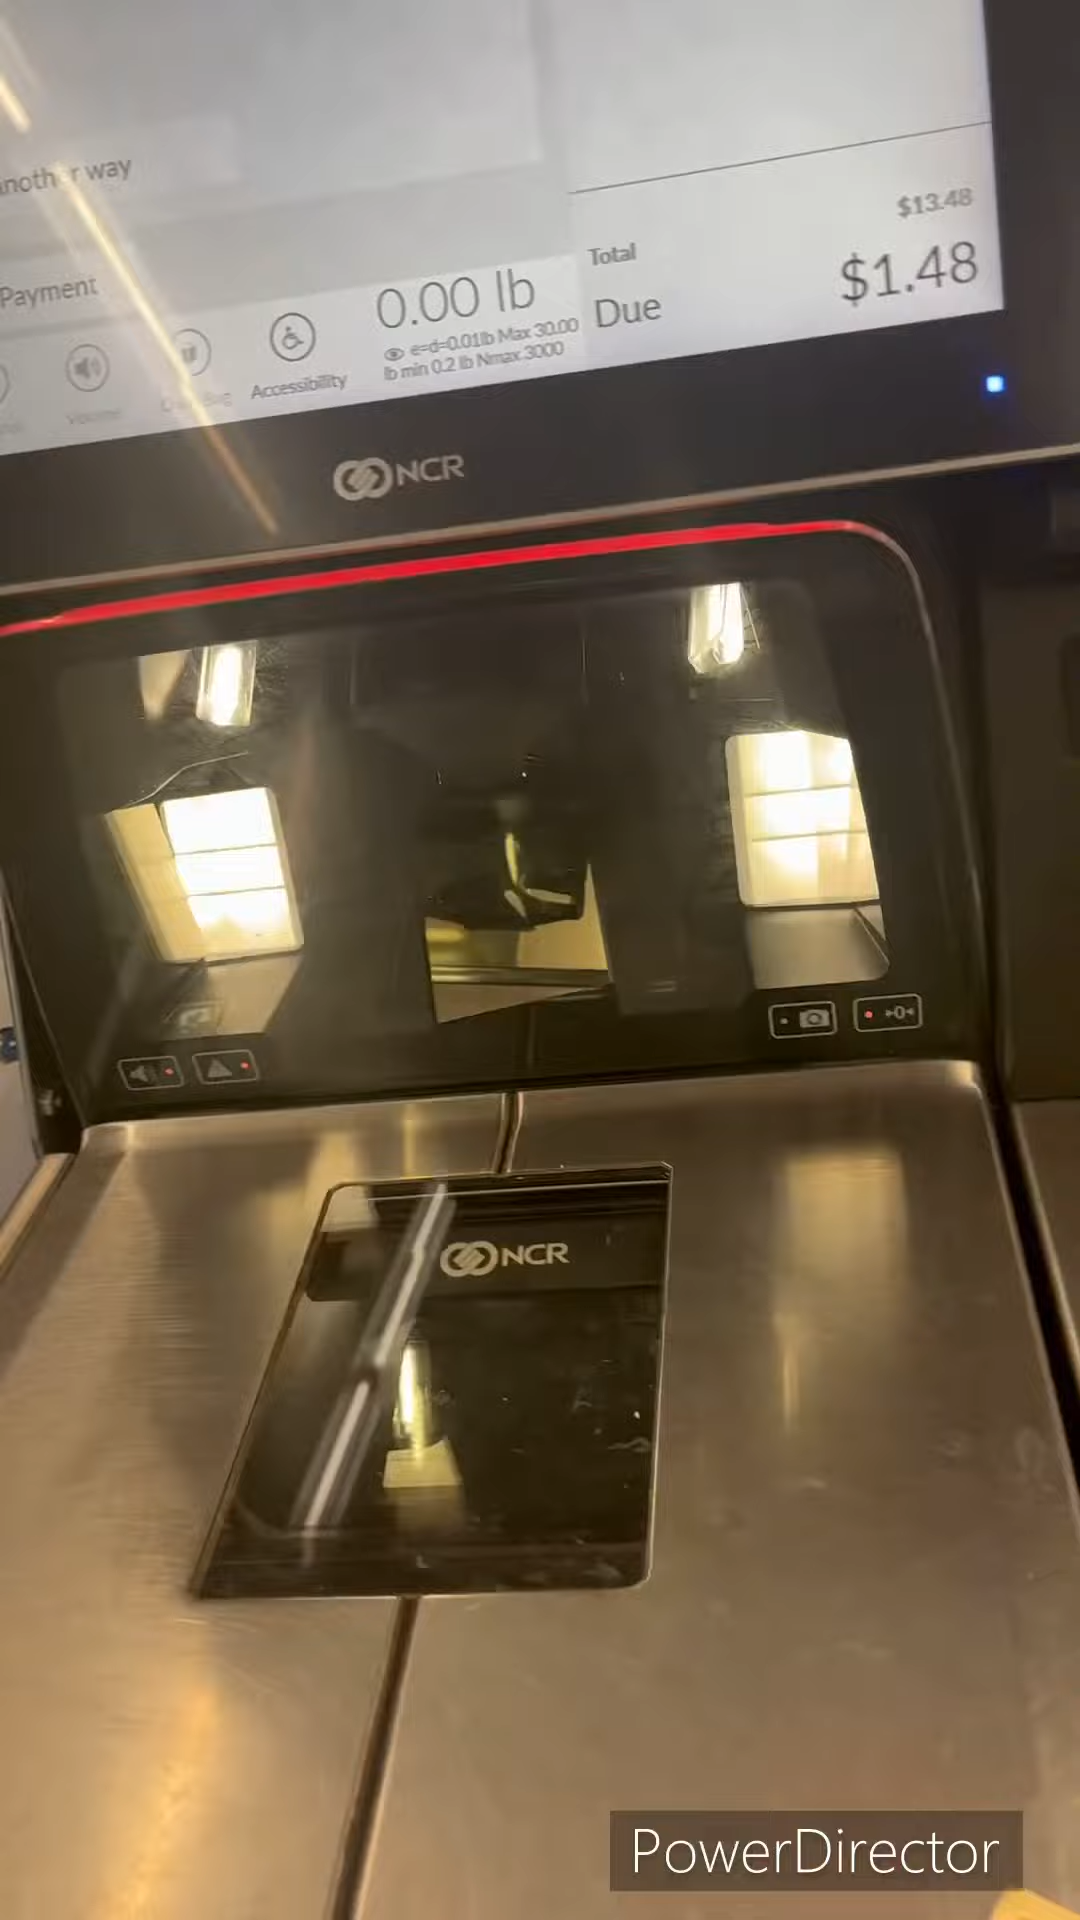 another way
$13.48
Total
$1.48
Payment
0.00 lb
Due
e=d=0.01lb Max 30.00
lb min 0.2 lb Nmax 3000
Accessibility
Volume
NCR
NCR
PowerDirector